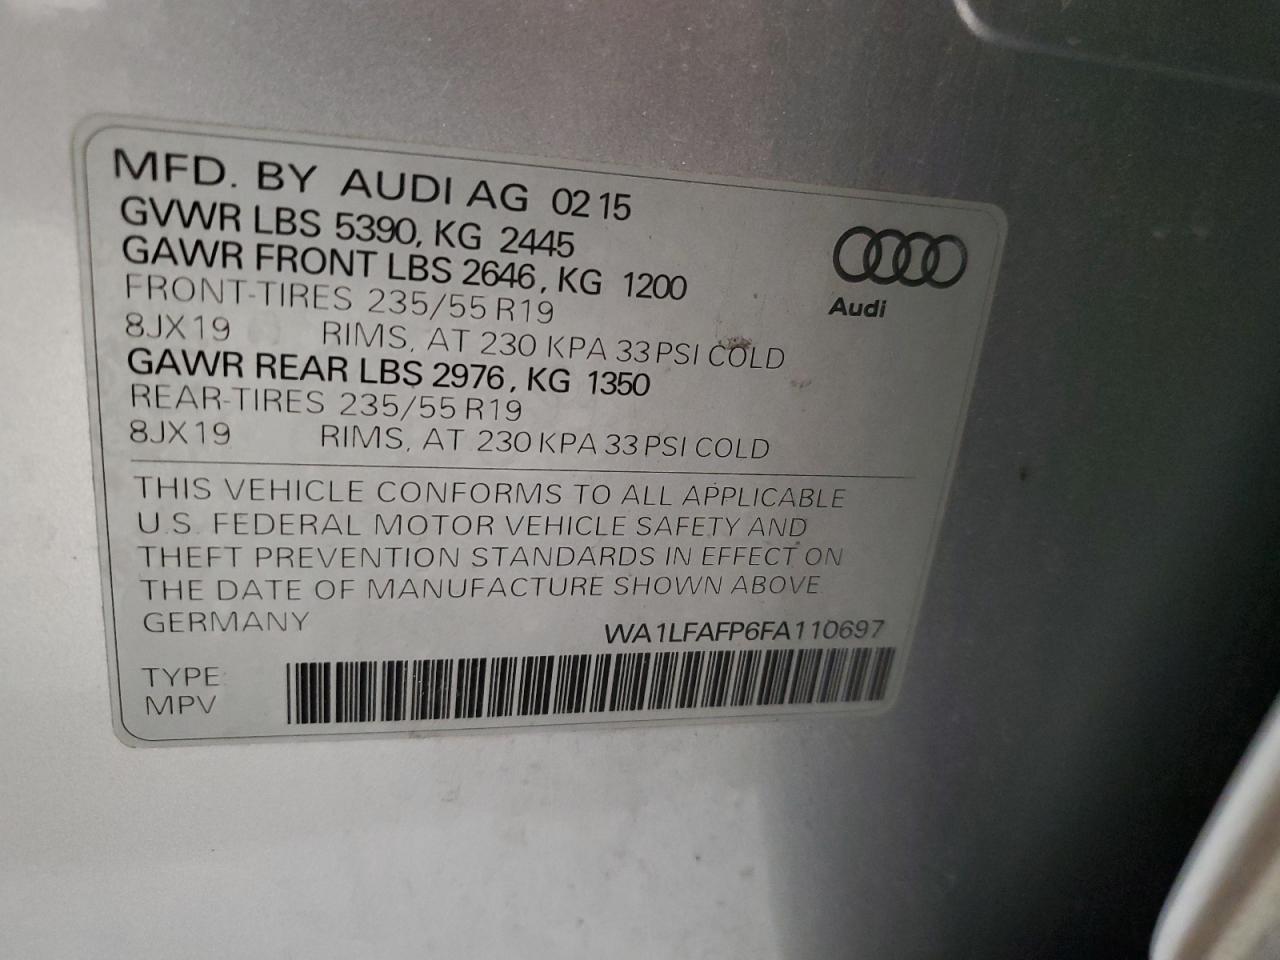 MFD. BY AUDI AG 02 15
GVWR LBS 5390, KG 2445
GAWR FRONT LBS 2646, KG 1200
FRONT-TIRES 235/55 R19
8JX19 RIMS, AT 230 KPA 33 PSI COLD
GAWR REAR LBS 2976, KG 1350
REAR-TIRES 235/55 R19
8JX19 RIMS, AT 230 KPA 33 PSI COLD
Audi
THIS VEHICLE CONFORMS TO ALL APPLICABLE
U.S. FEDERAL MOTOR VEHICLE SAFETY AND
THEFT PREVENTION STANDARDS IN EFFECT ON
THE DATE OF MANUFACTURE SHOWN ABOVE.
GERMANY WA1LFAFP6FA110697
TYPE:
MPV